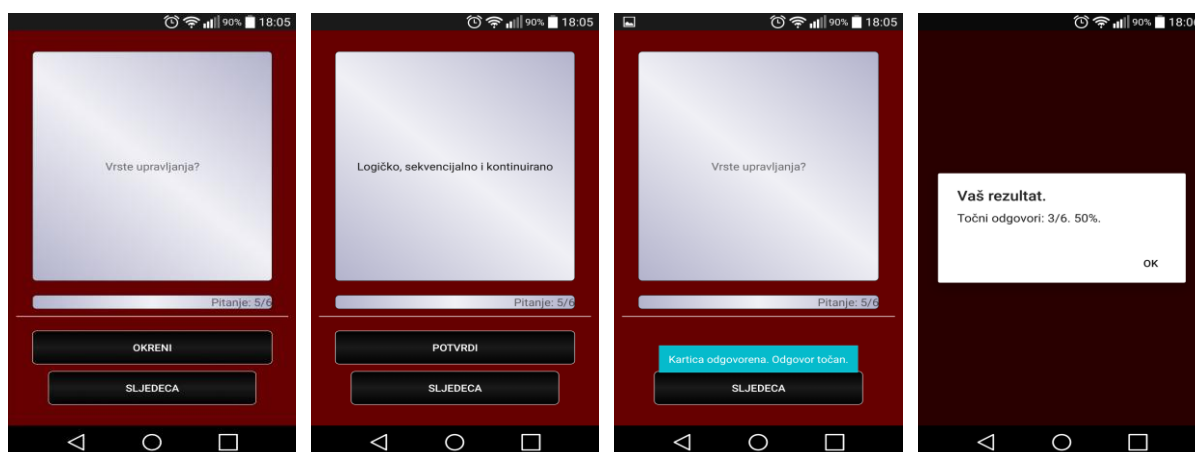 90% 18:05
Vrste upravljanja?
Pitanje: 5/6
OKRENI
SLJEDECA
90% 18:05
Logičko, sekvencijalno i kontinuirano
Pitanje: 5/6
POTVRDI
SLJEDECA
90% 18:05
Vrste upravljanja?
Pitanje: 5/6
Kartica odgovorena. Odgovor točan.
SLJEDECA
90% 18:06
Vaš rezultat.
Točni odgovori: 3/6. 50%.
OK